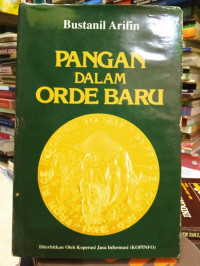 Bustanil Arifin
PANGAN
DALAM
ORDE BARU
Diterbitkan Oleh Koperasi Jasa Informasi (KOPINFO)